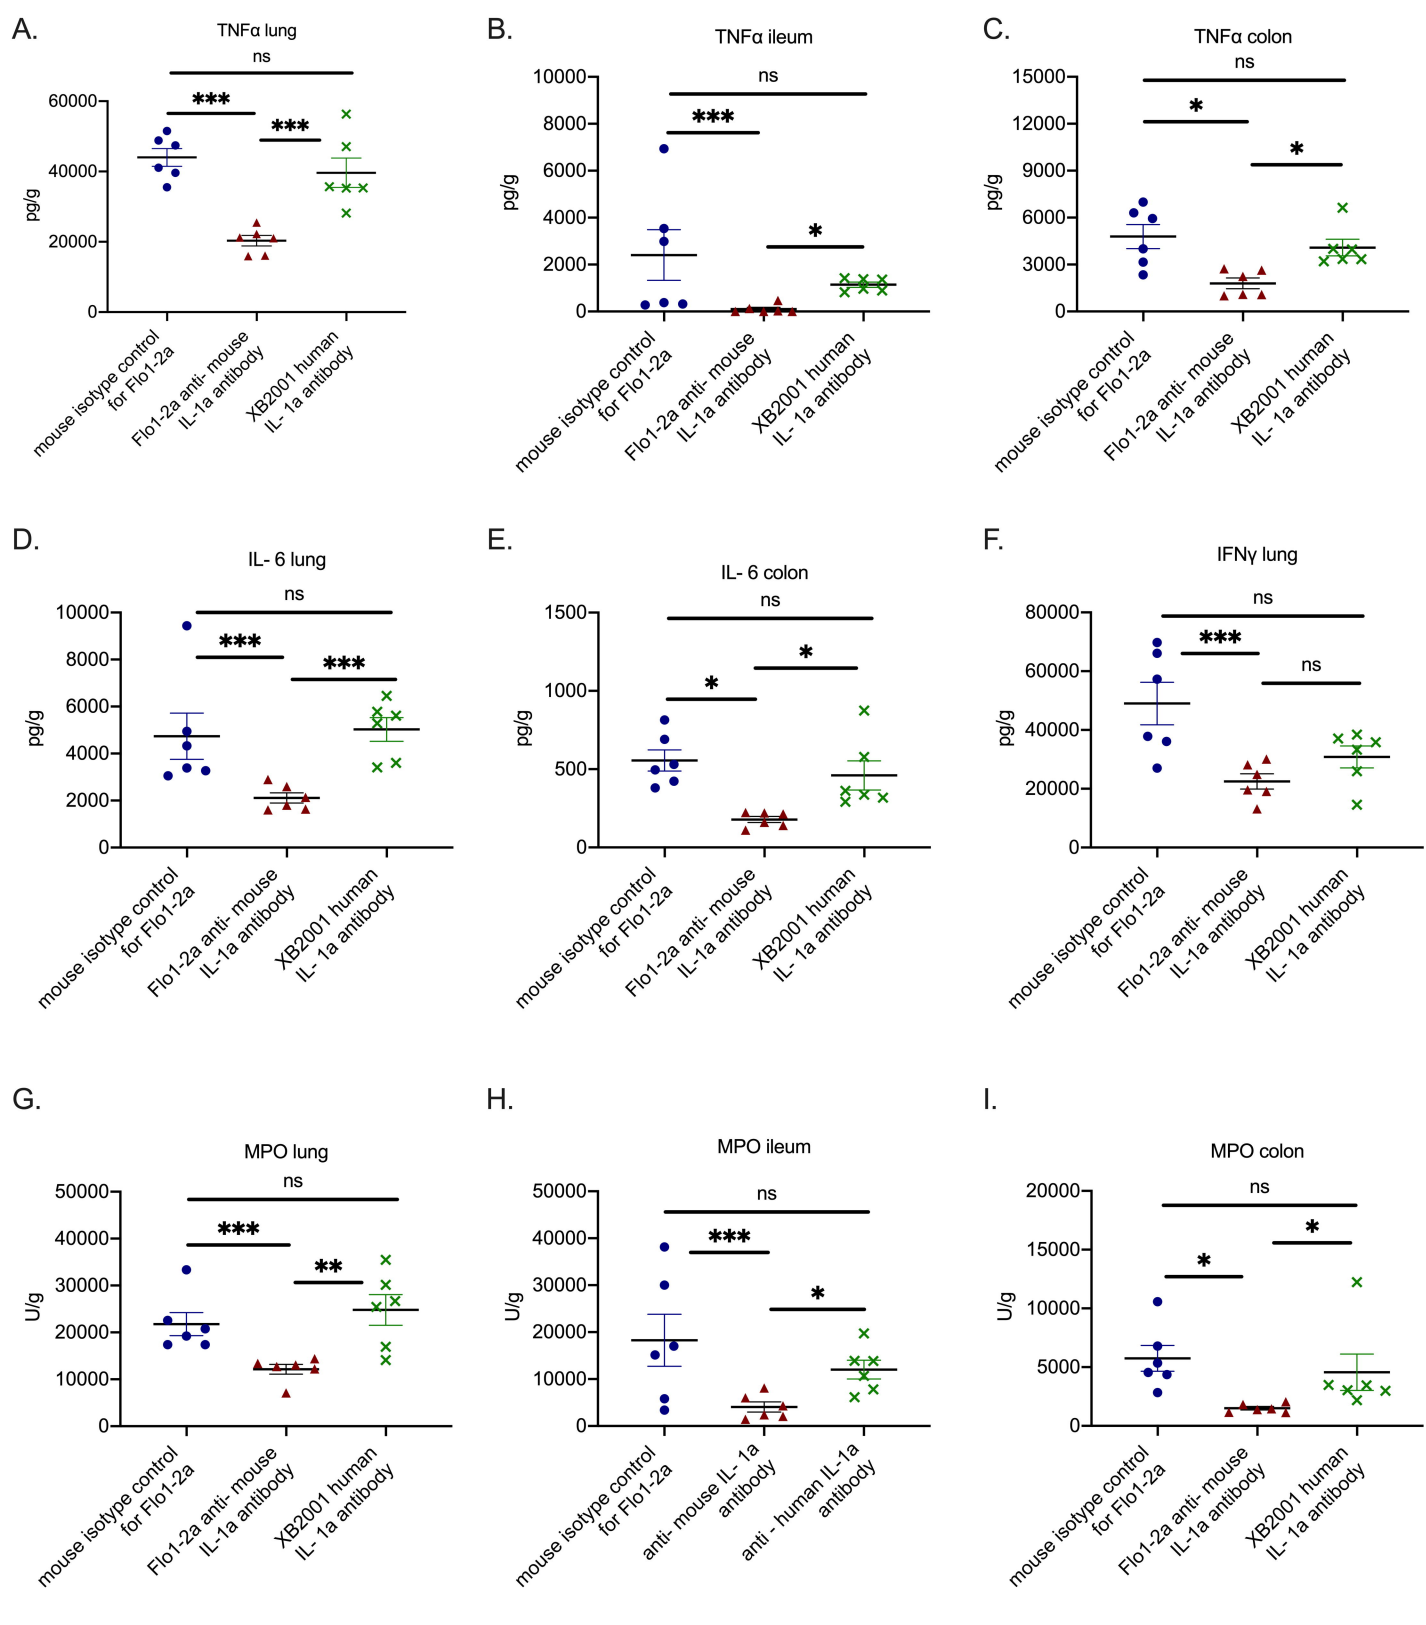 A.
TNFα lung
ns
***
***
60000
40000
20000
0
pg/g
mouse isotype control
for Flo1-2a
Flo1-2a anti- mouse
IL-1a antibody
XB2001 human
IL- 1a antibody
B.
TNFα ileum
ns
***
*
10000
8000
6000
4000
2000
0
pg/g
mouse isotype control
for Flo1-2a
Flo1-2a anti- mouse
IL-1a antibody
XB2001 human
IL- 1a antibody
C.
TNFα colon
ns
*
*
15000
12000
9000
6000
3000
0
pg/g
mouse isotype control
for Flo1-2a
Flo1-2a anti- mouse
IL-1a antibody
XB2001 human
IL- 1a antibody
D.
IL- 6 lung
ns
***
***
10000
8000
6000
4000
2000
0
pg/g
mouse isotype control
for Flo1-2a
Flo1-2a anti- mouse
IL-1a antibody
XB2001 human
IL- 1a antibody
E.
IL- 6 colon
ns
*
*
1500
1000
500
0
pg/g
mouse isotype control
for Flo1-2a
Flo1-2a anti- mouse
IL-1a antibody
XB2001 human
IL- 1a antibody
F.
IFNγ lung
ns
***
ns
80000
60000
40000
20000
0
pg/g
mouse isotype control
for Flo1-2a
Flo1-2a anti- mouse
IL-1a antibody
XB2001 human
IL- 1a antibody
G.
MPO lung
ns
***
**
50000
40000
30000
20000
10000
0
U/g
mouse isotype control
for Flo1-2a
Flo1-2a anti- mouse
IL-1a antibody
XB2001 human
IL- 1a antibody
H.
MPO ileum
ns
***
*
50000
40000
30000
20000
10000
0
U/g
mouse isotype control
for Flo1-2a
anti- mouse IL- 1a
antibody
anti - human IL-1a
antibody
I.
MPO colon
ns
*
*
20000
15000
10000
5000
0
U/g
mouse isotype control
for Flo1-2a
Flo1-2a anti- mouse
IL-1a antibody
XB2001 human
IL- 1a antibody